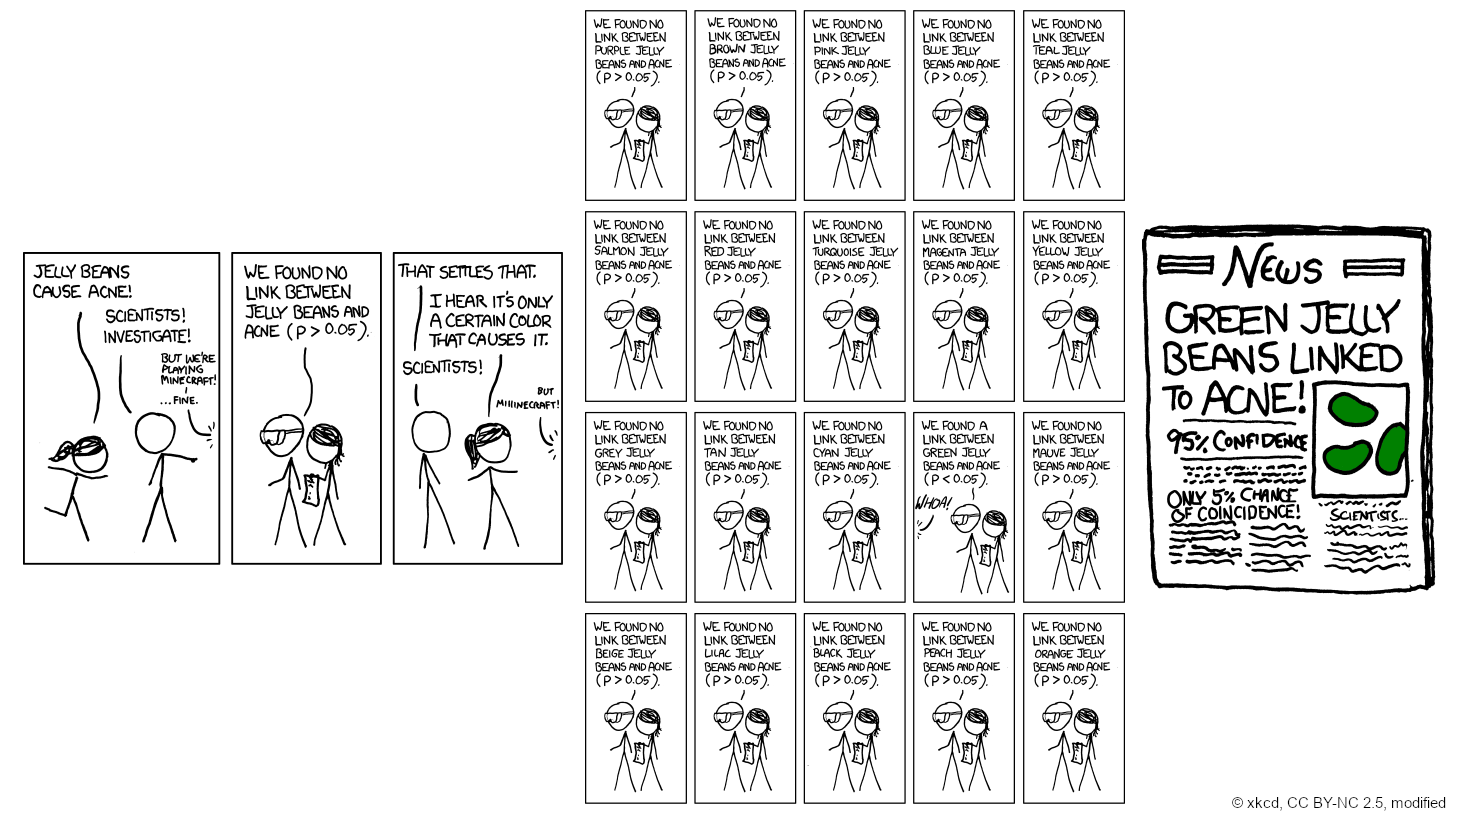 JELLY BEANS
CAUSE ACNE!
SCIENTISTS!
INVESTIGATE!
BUT WE'RE
PLAYING
MINECRAFT!
...FINE.
WE FOUND NO
LINK BETWEEN
JELLY BEANS AND
ACNE (P > 0.05).
THAT SETTLES THAT.
I HEAR IT'S ONLY
A CERTAIN COLOR
THAT CAUSES IT.
SCIENTISTS!
BUT
MIIIINECRAFT!
WE FOUND NO
LINK BETWEEN
PURPLE JELLY
BEANS AND ACNE
(P > 0.05).
WE FOUND NO
LINK BETWEEN
BROWN JELLY
BEANS AND ACNE
(P > 0.05).
WE FOUND NO
LINK BETWEEN
PINK JELLY
BEANS AND ACNE
(P > 0.05).
WE FOUND NO
LINK BETWEEN
BLUE JELLY
BEANS AND ACNE
(P > 0.05).
WE FOUND NO
LINK BETWEEN
TEAL JELLY
BEANS AND ACNE
(P > 0.05).
WE FOUND NO
LINK BETWEEN
SALMON JELLY
BEANS AND ACNE
(P > 0.05).
WE FOUND NO
LINK BETWEEN
RED JELLY
BEANS AND ACNE
(P > 0.05).
WE FOUND NO
LINK BETWEEN
TURQUOISE JELLY
BEANS AND ACNE
(P > 0.05).
WE FOUND NO
LINK BETWEEN
MAGENTA JELLY
BEANS AND ACNE
(P > 0.05).
WE FOUND NO
LINK BETWEEN
YELLOW JELLY
BEANS AND ACNE
(P > 0.05).
WE FOUND NO
LINK BETWEEN
GREY JELLY
BEANS AND ACNE
(P > 0.05).
WE FOUND NO
LINK BETWEEN
TAN JELLY
BEANS AND ACNE
(P > 0.05).
WE FOUND NO
LINK BETWEEN
CYAN JELLY
BEANS AND ACNE
(P > 0.05).
WE FOUND A
LINK BETWEEN
GREEN JELLY
BEANS AND ACNE
(P < 0.05).
WHOA!
WE FOUND NO
LINK BETWEEN
MAUVE JELLY
BEANS AND ACNE
(P > 0.05).
WE FOUND NO
LINK BETWEEN
BEIGE JELLY
BEANS AND ACNE
(P > 0.05).
WE FOUND NO
LINK BETWEEN
LILAC JELLY
BEANS AND ACNE
(P > 0.05).
WE FOUND NO
LINK BETWEEN
BLACK JELLY
BEANS AND ACNE
(P > 0.05).
WE FOUND NO
LINK BETWEEN
PEACH JELLY
BEANS AND ACNE
(P > 0.05).
WE FOUND NO
LINK BETWEEN
ORANGE JELLY
BEANS AND ACNE
(P > 0.05).
NEWS
GREEN JELLY
BEANS LINKED
TO ACNE!
95% CONFIDENCE
ONLY 5% CHANCE
OF COINCIDENCE!
SCIENTISTS...
© xkcd, CC BY-NC 2.5, modified